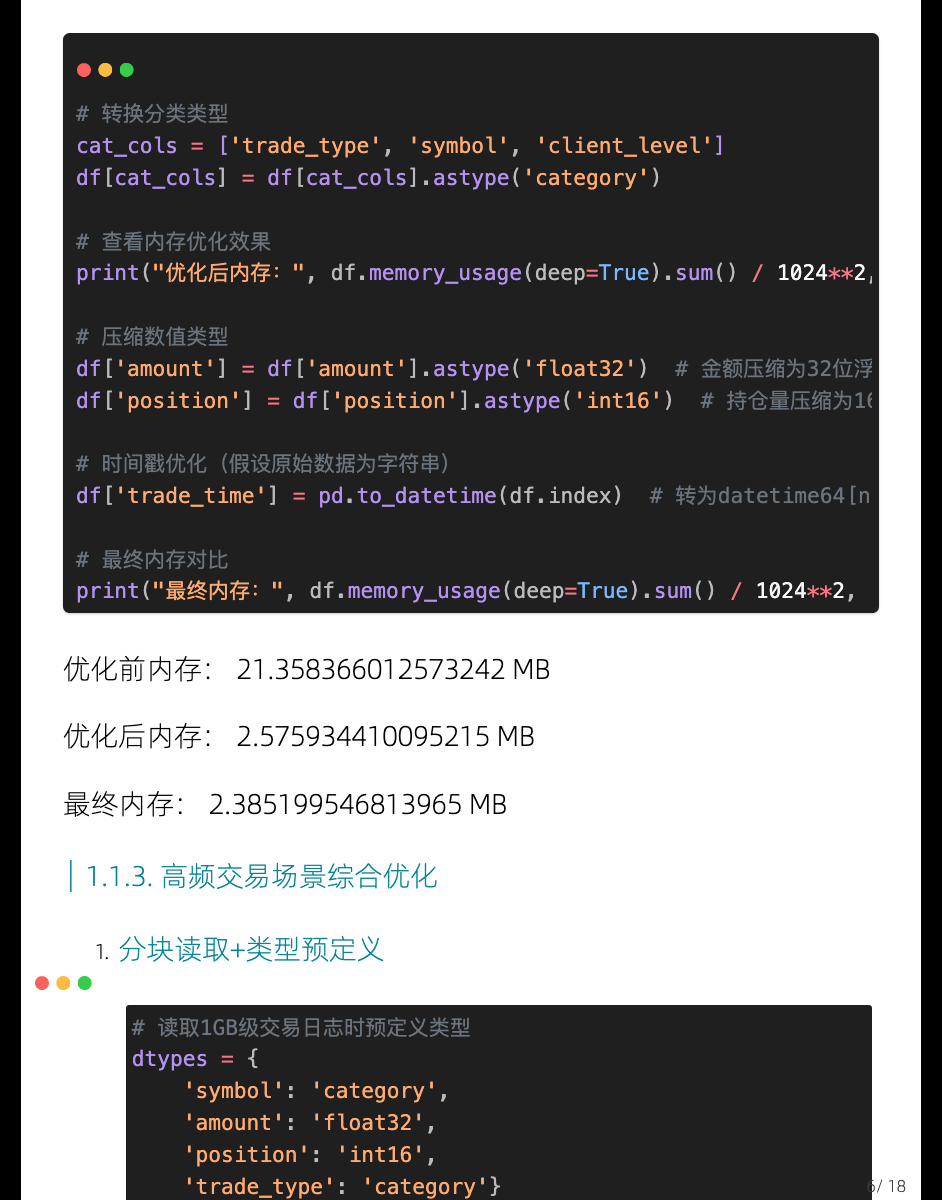 # 转换分类类型
cat_cols = ['trade_type', 'symbol', 'client_level']
df[cat_cols] = df[cat_cols].astype('category')
# 查看内存优化效果
print("优化后内存：", df.memory_usage(deep=True).sum() / 1024**2,
# 压缩数值类型
df['amount'] = df['amount'].astype('float32')  # 金额压缩为32位浮
df['position'] = df['position'].astype('int16')  # 持仓量压缩为16
# 时间戳优化（假设原始数据为字符串）
df['trade_time'] = pd.to_datetime(df.index)  # 转为datetime64[n
# 最终内存对比
print("最终内存：", df.memory_usage(deep=True).sum() / 1024**2,
优化前内存： 21.358366012573242 MB
优化后内存： 2.575934410095215 MB
最终内存： 2.385199546813965 MB
1.1.3. 高频交易场景综合优化
1. 分块读取+类型预定义
# 读取1GB级交易日志时预定义类型
dtypes = {
    'symbol': 'category',
    'amount': 'float32',
    'position': 'int16',
    'trade_type': 'category'}
6/ 18